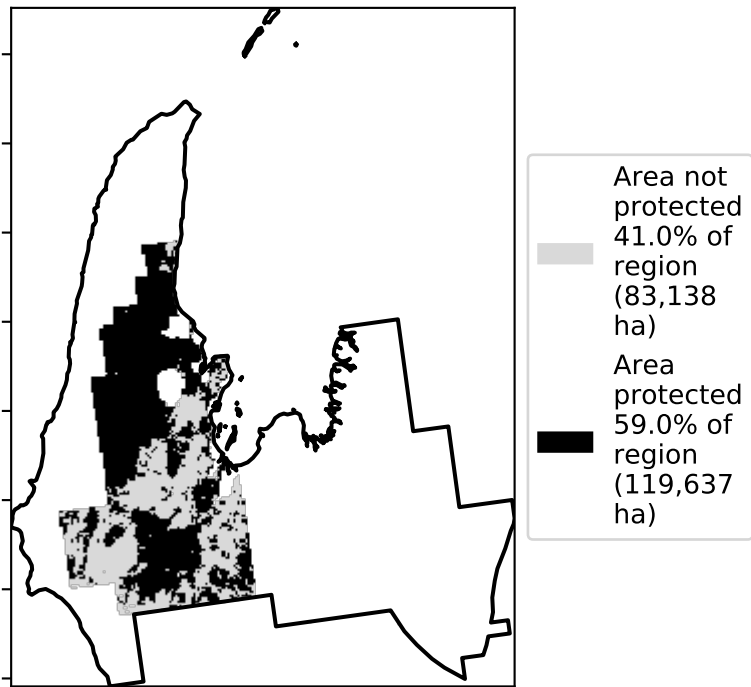 Area not
protected
41.0% of
region
(83,138
ha)
Area
protected
59.0% of
region
(119,637
ha)